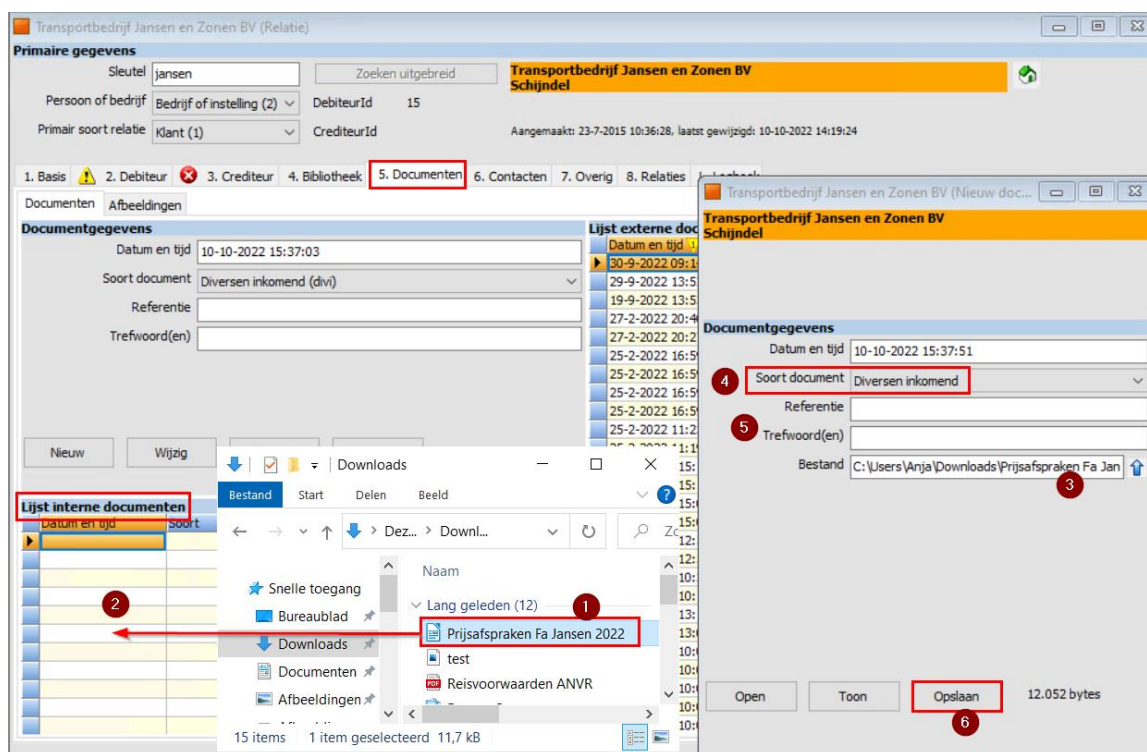 Transportbedrijf Jansen en Zonen BV (Relatie)
Primaire gegevens
Sleutel jansen Zoeken uitgebreid Transportbedrijf Jansen en Zonen BV
Schijndel
Persoon of bedrijf Bedrijf of instelling (2) DebiteurId 15
Primair soort relatie Klant (1) CrediteurId Aangemaakt: 23-7-2015 10:36:28, laatst gewijzigd: 10-10-2022 14:19:24
1. Basis 2. Debiteur 3. Crediteur 4. Bibliotheek 5. Documenten 6. Contacten 7. Overig 8. Relaties
Documenten Afbeeldingen
Documentgegevens
Datum en tijd 10-10-2022 15:37:03
Soort document Diversen inkomend (divi)
Referentie
Trefwoord(en)
Nieuw Wijzig
Lijst interne documenten
Datum en tijd Soort
2
Lijst externe doc
Datum en tijd 1
30-9-2022 09:1
29-9-2022 13:5
19-9-2022 13:5
27-2-2022 20:4
27-2-2022 20:2
25-2-2022 16:5
25-2-2022 16:5
25-2-2022 16:5
25-2-2022 16:5
25-2-2022 11:2
Downloads
Bestand Start Delen Beeld
Dez... Downl...
Naam
Snelle toegang
Bureaublad
Downloads
Documenten
Afbeeldingen
Lang geleden (12) 1
Prijsafspraken Fa Jansen 2022
test
PDF Reisvoorwaarden ANVR
15 items 1 item geselecteerd 11,7 kB
Transportbedrijf Jansen en Zonen BV (Nieuw doc...
Transportbedrijf Jansen en Zonen BV
Schijndel
Documentgegevens
Datum en tijd 10-10-2022 15:37:51
4 Soort document Diversen inkomend
Referentie
5 Trefwoord(en)
Bestand C:\Users\Anja\Downloads\Prijsafspraken Fa Jan
3
Open Toon Opslaan 12.052 bytes
6